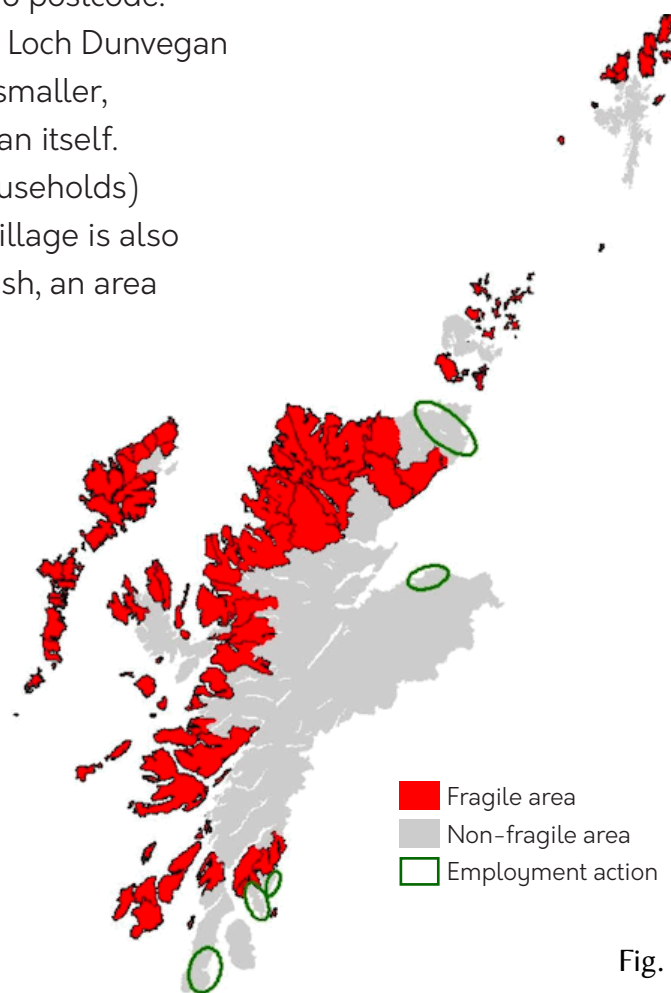 postcode.
Loch Dunvegan
smaller,
an itself.
useholds)
illage is also
sh, an area
Fragile area
Non-fragile area
Employment action
Fig.